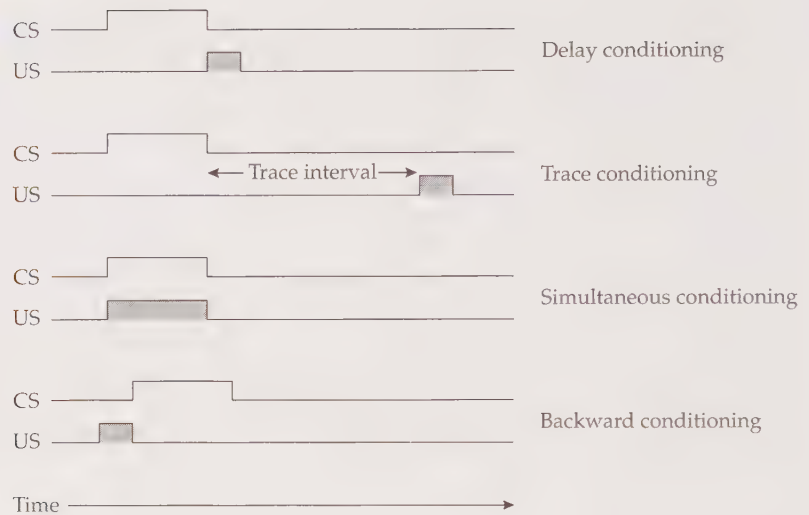 CS
US
Delay conditioning
CS
Trace interval
US
Trace conditioning
CS
US
Simultaneous conditioning
CS
US
Backward conditioning
Time